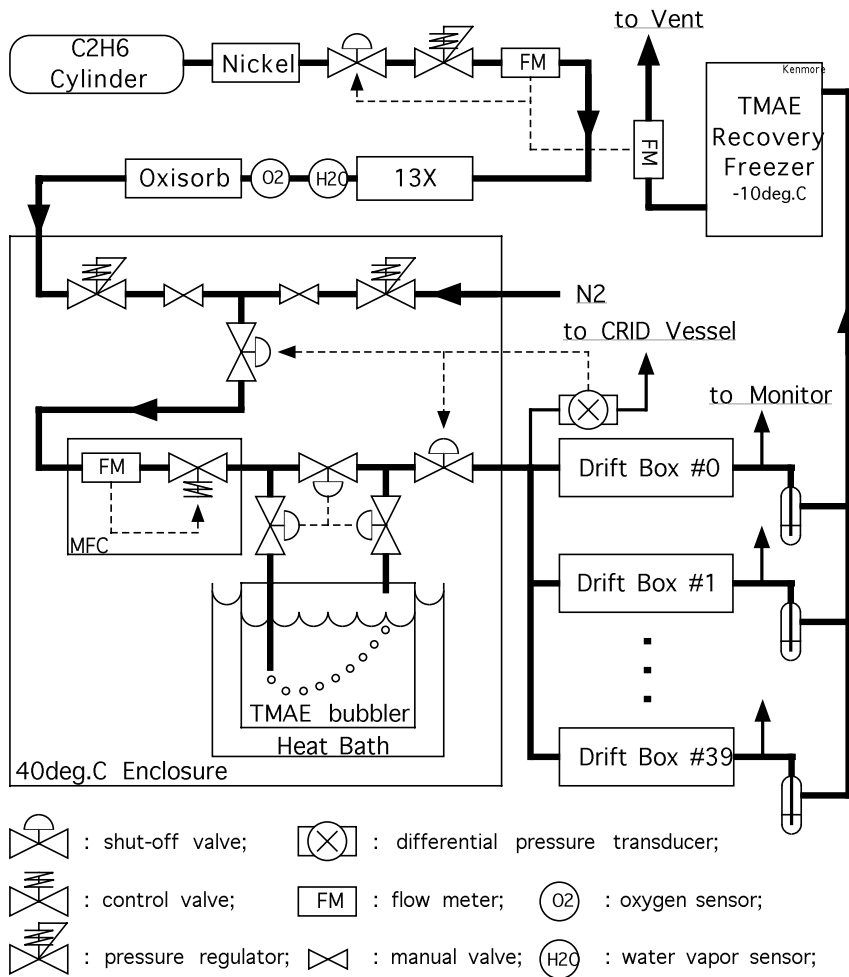 to Vent
C2H6
Cylinder
Nickel
FM
Kenmore
TMAE
Recovery
Freezer
-10deg.C
FM
Oxisorb
O2
H2O
13X
N2
to CRID Vessel
to Monitor
FM
MFC
Drift Box #0
Drift Box #1
TMAE bubbler
Heat Bath
Drift Box #39
40deg.C Enclosure
: shut-off valve;
: differential pressure transducer;
: control valve;
FM : flow meter;
O2 : oxygen sensor;
: pressure regulator;
: manual valve;
H2O : water vapor sensor;